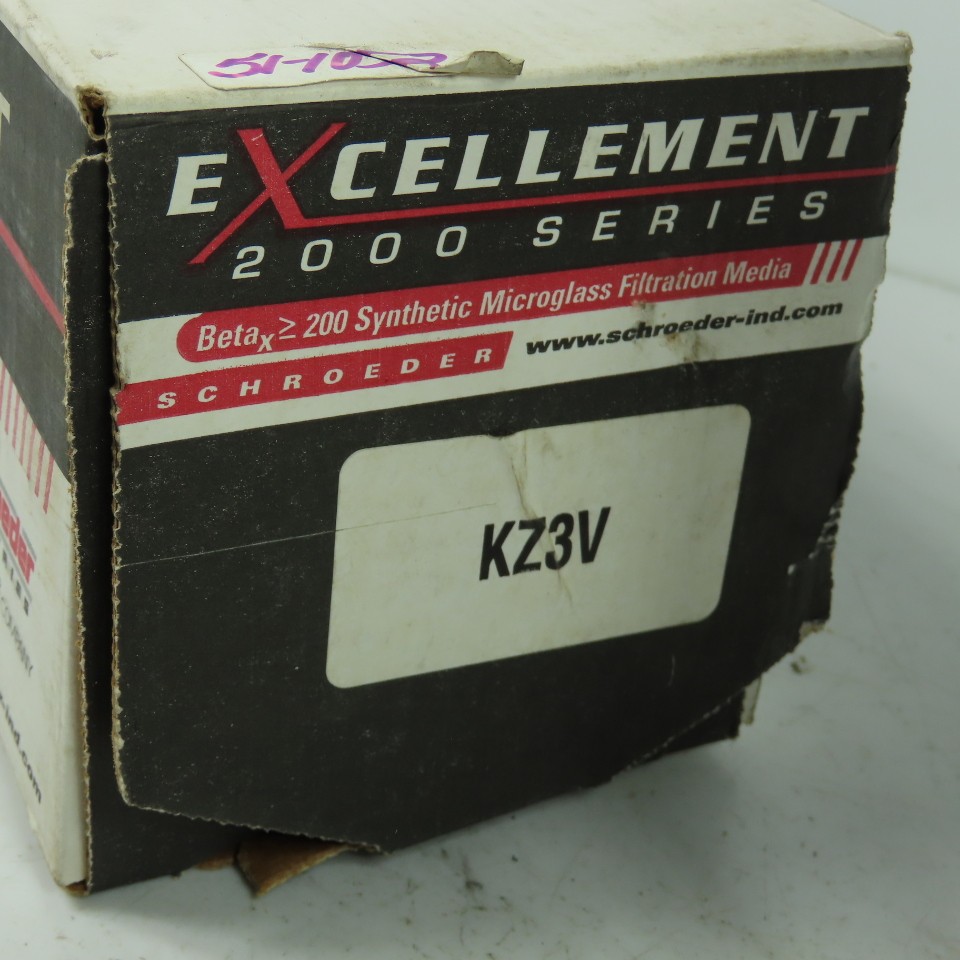 EXCELLEMENT
2000 SERIES
Betax ≥ 200 Synthetic Microglass Filtration Media
SCHROEDER www.schroeder-ind.com
KZ3V